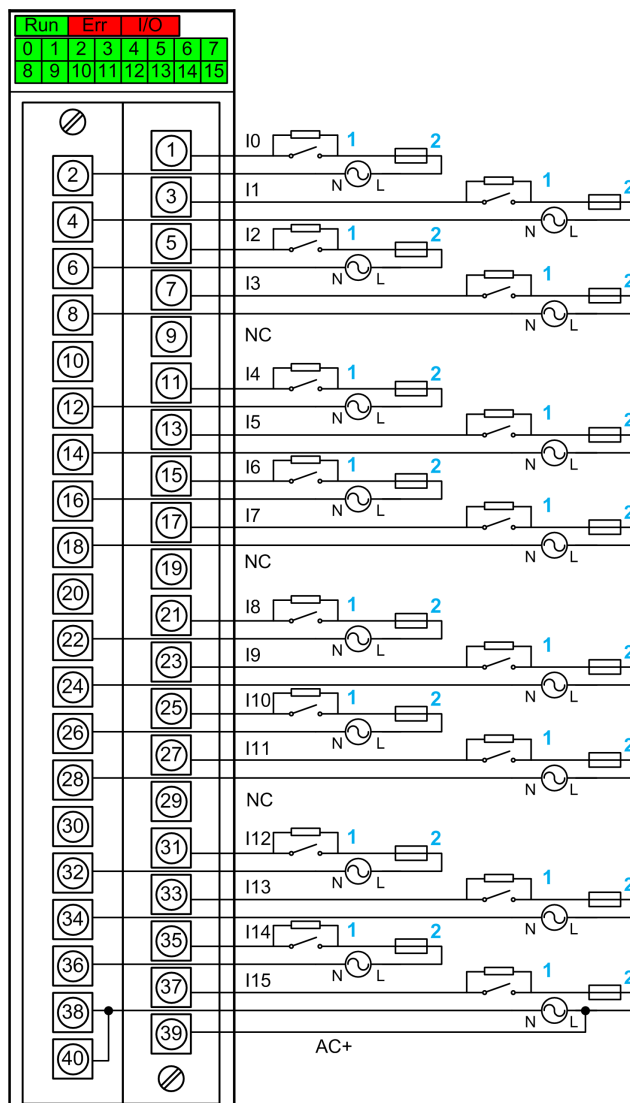 Run Err I/O
0 1 2 3 4 5 6 7
8 9 10 11 12 13 14 15
1 I0 1 2
2 N L
3 I1 1 2
4 N L
5 I2 1 2
6 N L
7 I3 1 2
8 N L
9 NC
10
11 I4 1 2
12 N L
13 I5 1 2
14 N L
15 I6 1 2
16 N L
17 I7 1 2
18 N L
19 NC
20
21 I8 1 2
22 N L
23 I9 1 2
24 N L
25 I10 1 2
26 N L
27 I11 1 2
28 N L
29 NC
30
31 I12 1 2
32 N L
33 I13 1 2
34 N L
35 I14 1 2
36 N L
37 I15 1 2
38 N L
39 AC+
40